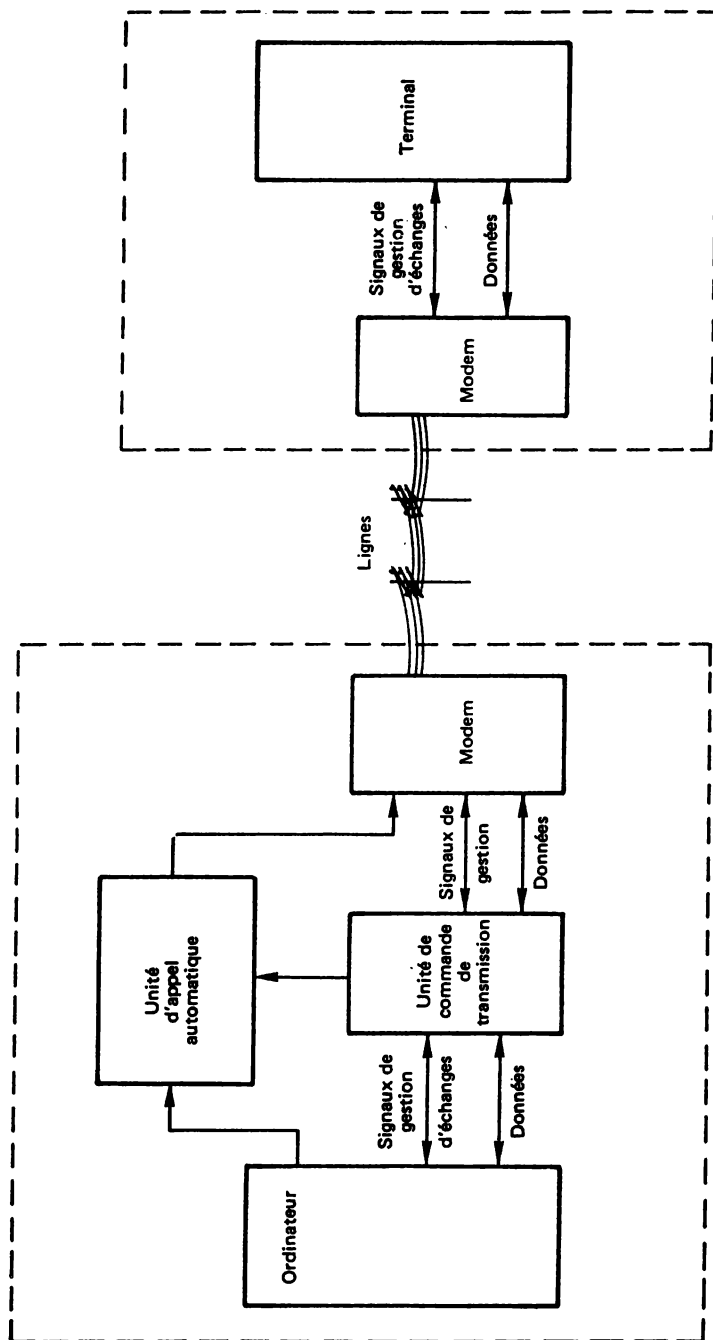 Ordinateur
Signaux de
gestion
d'échanges
Données
Unité
d'appel
automatique
Unité de
commande
de
transmission
Signaux de
gestion
Données
Modem
Lignes
Modem
Signaux de
gestion
d'échanges
Données
Terminal